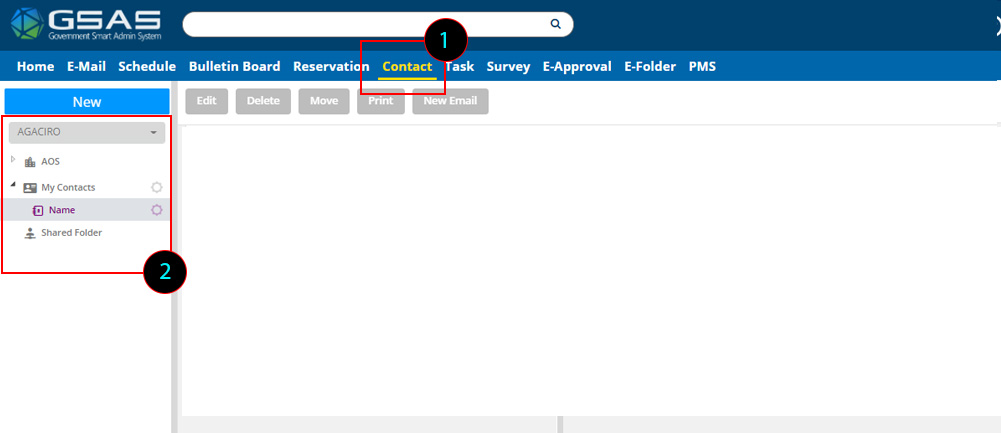 GSAS
Government Smart Admin System
1
Home E-Mail Schedule Bulletin Board Reservation Contact Task Survey E-Approval E-Folder PMS
New
Edit Delete Move Print New Email
AGACIRO
AOS
My Contacts
Name
Shared Folder
2